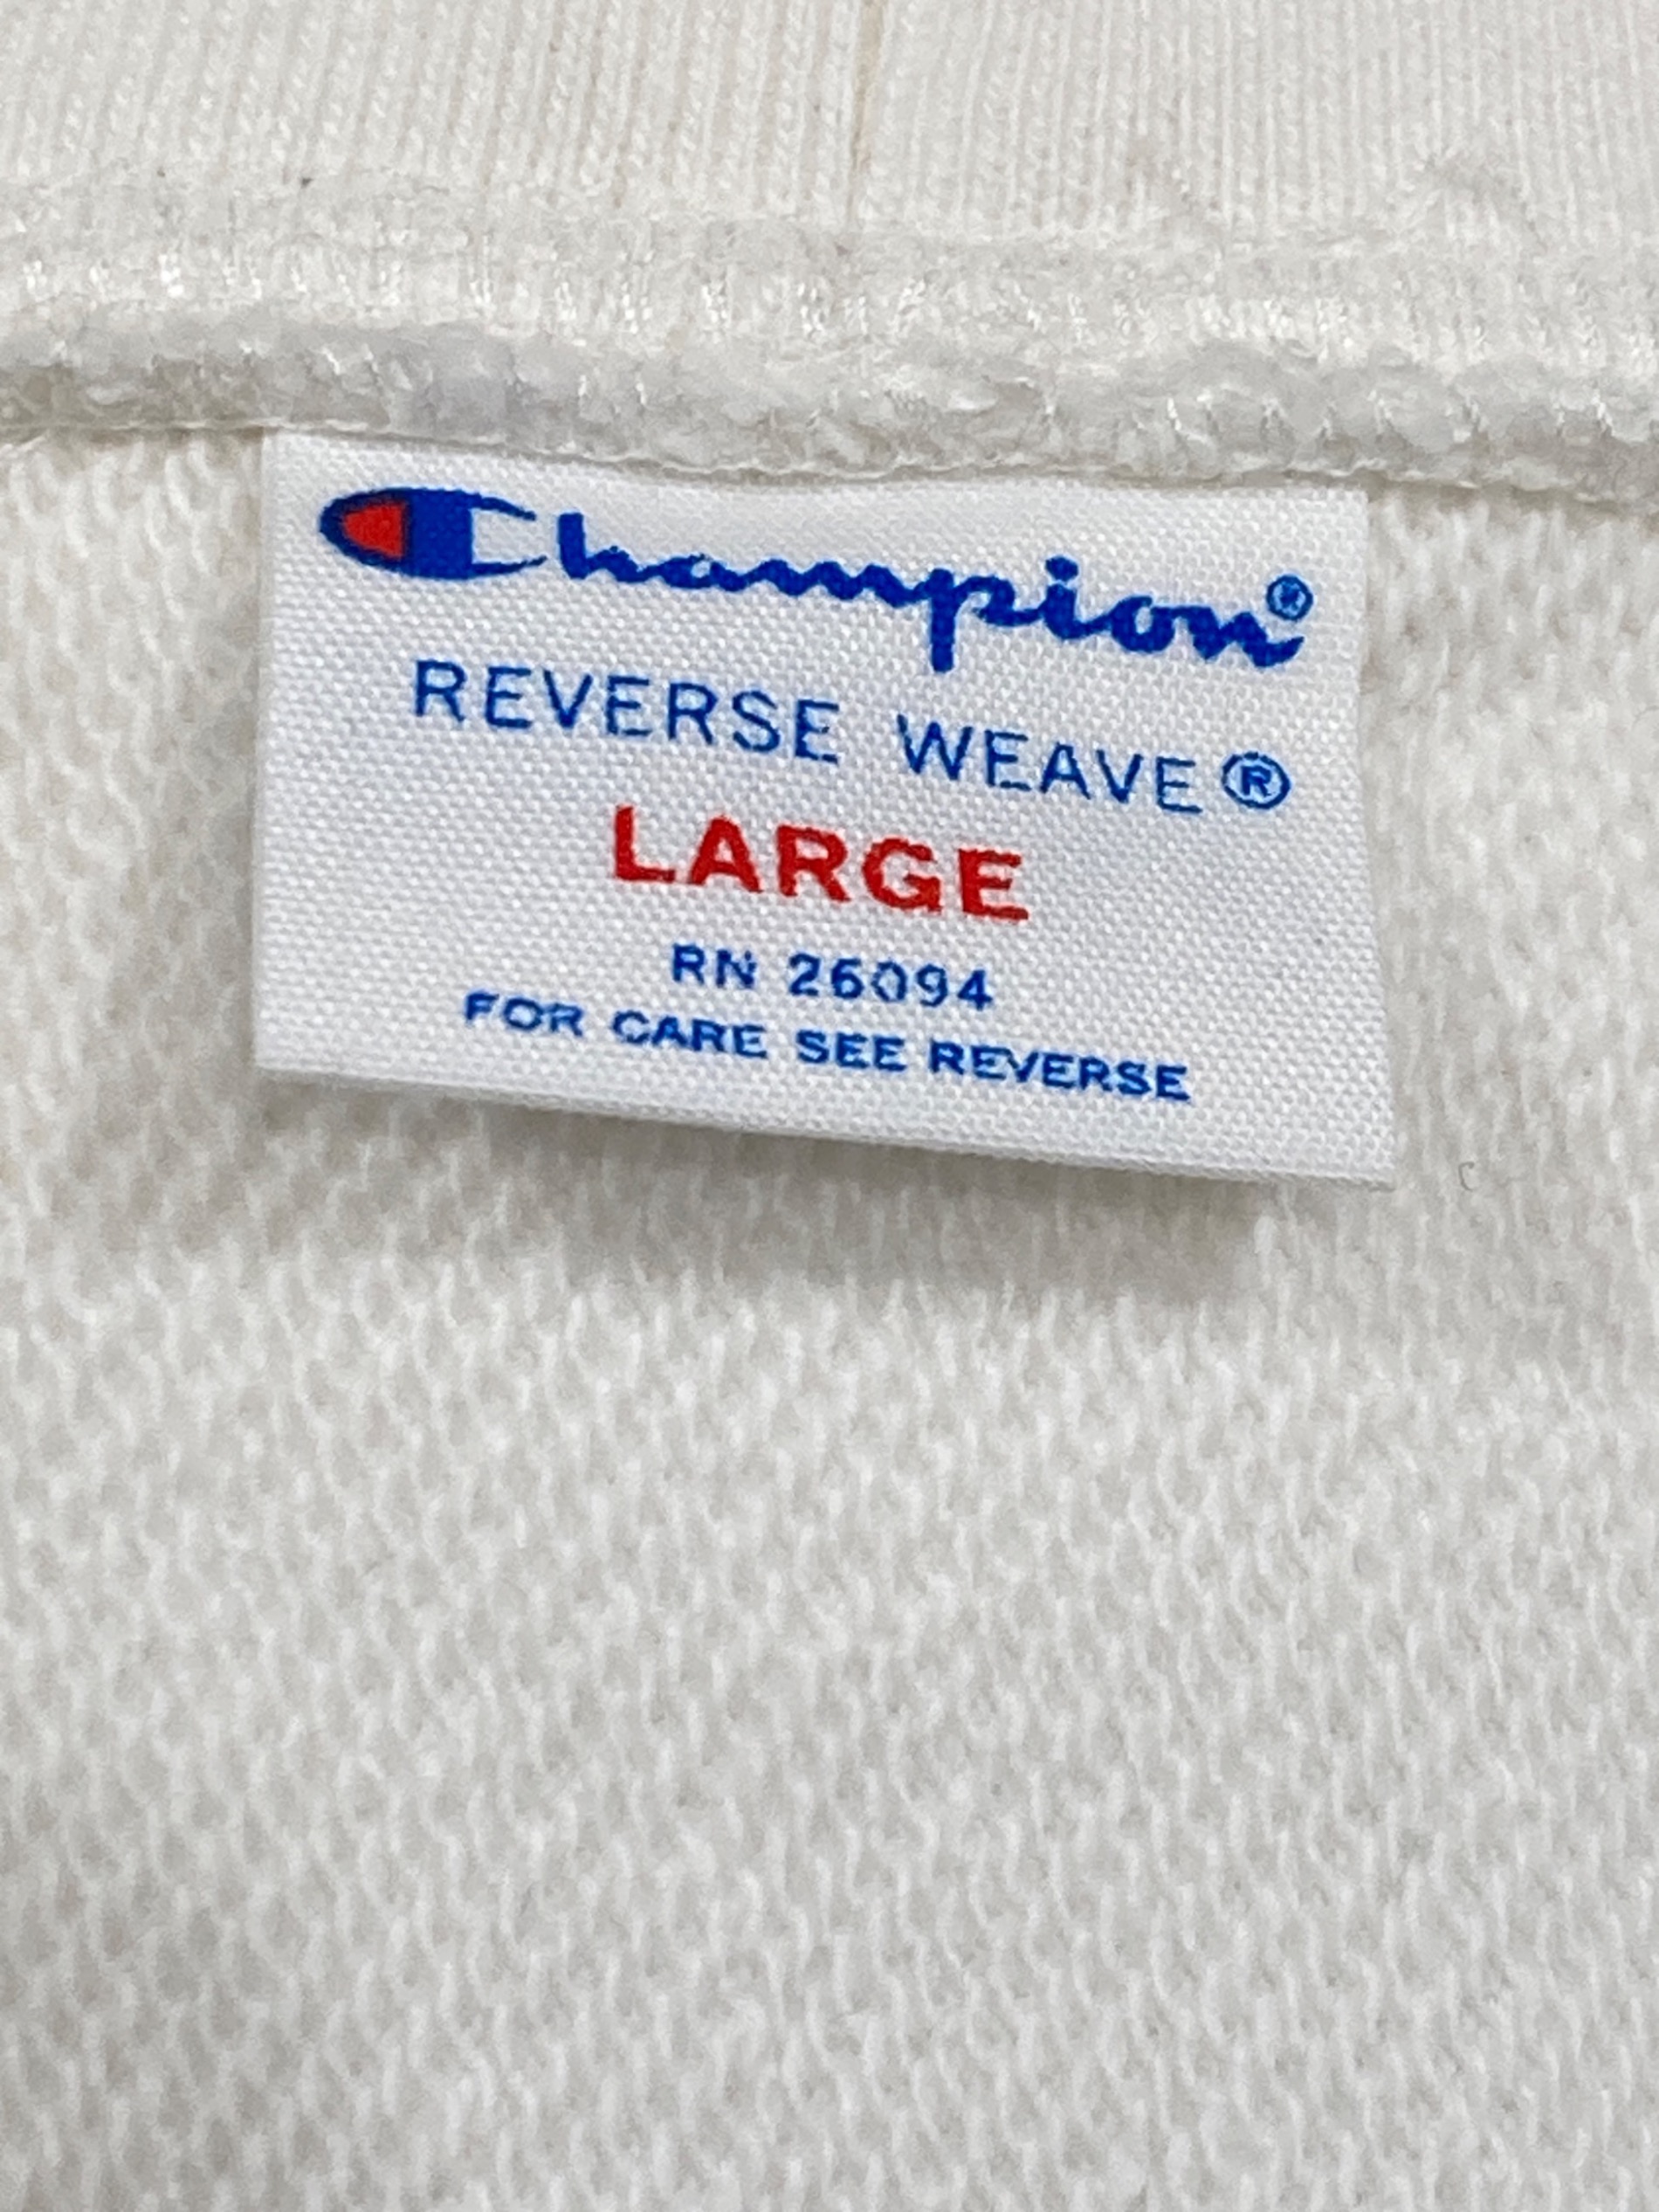 Champion®
REVERSE WEAVE®
LARGE
RN 26094
FOR CARE SEE REVERSE